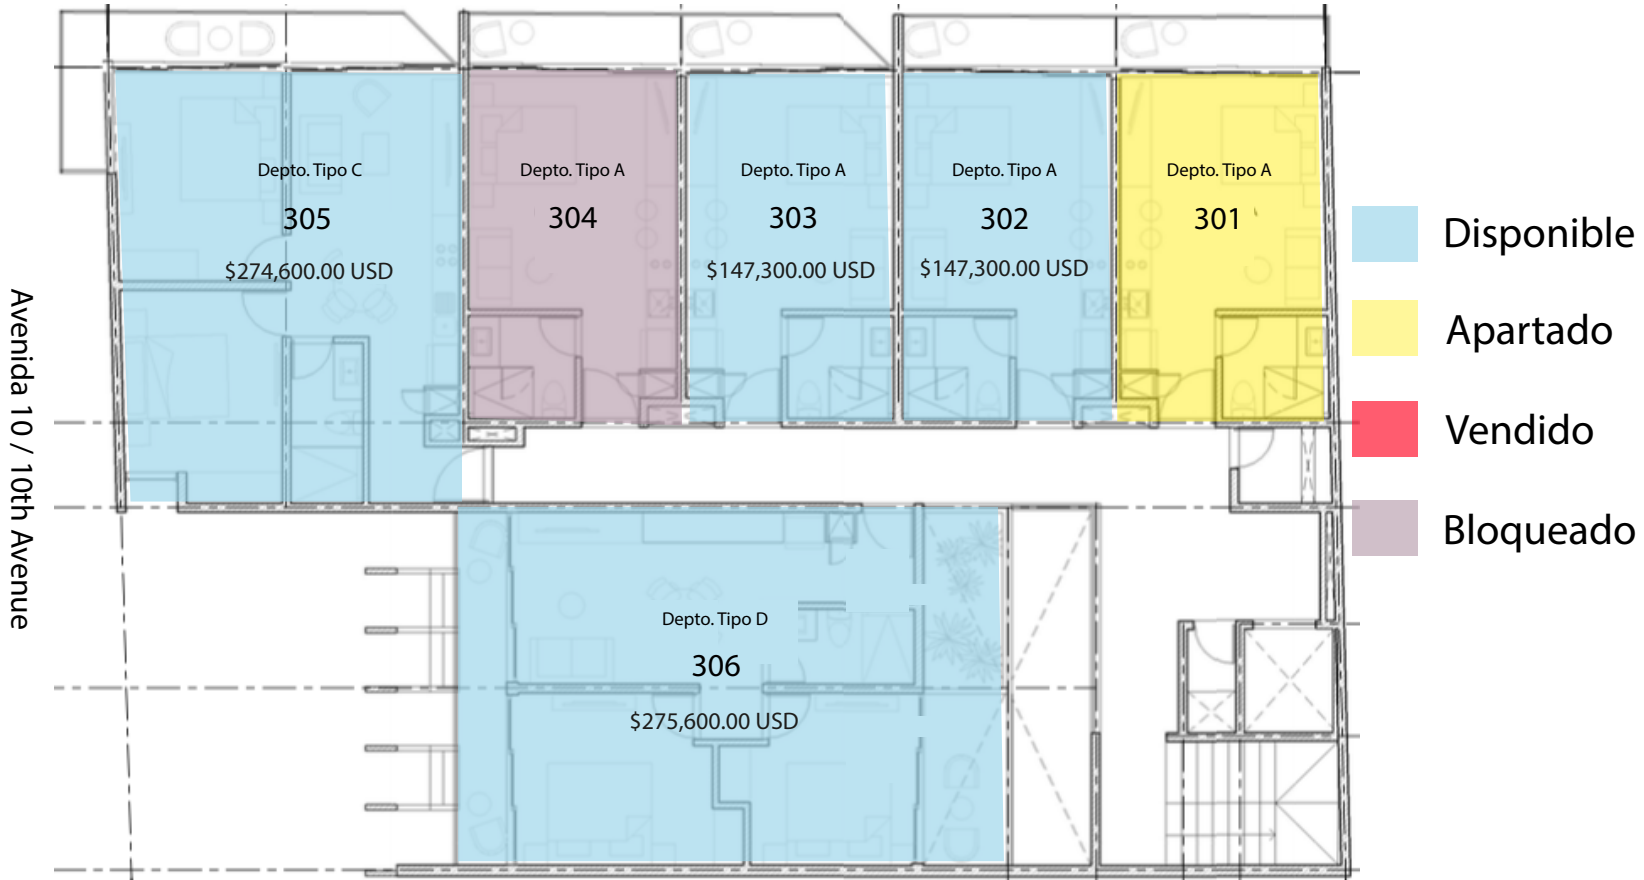 Depto. Tipo C
305
$274,600.00 USD
Depto. Tipo A
304
Depto. Tipo A
303
$147,300.00 USD
Depto. Tipo A
302
$147,300.00 USD
Depto. Tipo A
301
Depto. Tipo D
306
$275,600.00 USD
Avenida 10 / 10th Avenue
Disponible
Apartado
Vendido
Bloqueado